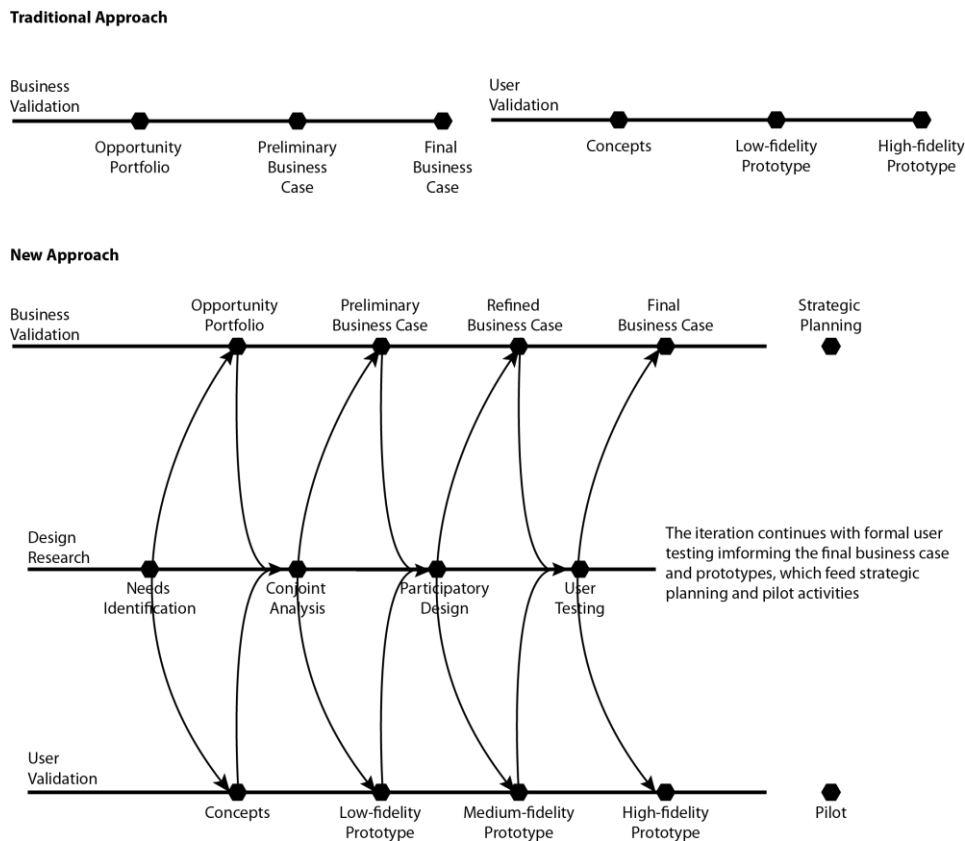 Traditional Approach
Business
Validation
Opportunity
Portfolio
Preliminary
Business
Case
Final
Business
Case
User
Validation
Concepts
Low-fidelity
Prototype
High-fidelity
Prototype
New Approach
Business
Validation
Opportunity
Portfolio
Preliminary
Business Case
Refined
Business Case
Final
Business Case
Strategic
Planning
Design
Research
Needs
Identification
Conjoint
Analysis
Participatory
Design
User
Testing
The iteration continues with formal user
testing imforming the final business case
and prototypes, which feed strategic
planning and pilot activities
User
Validation
Concepts
Low-fidelity
Prototype
Medium-fidelity
Prototype
High-fidelity
Prototype
Pilot